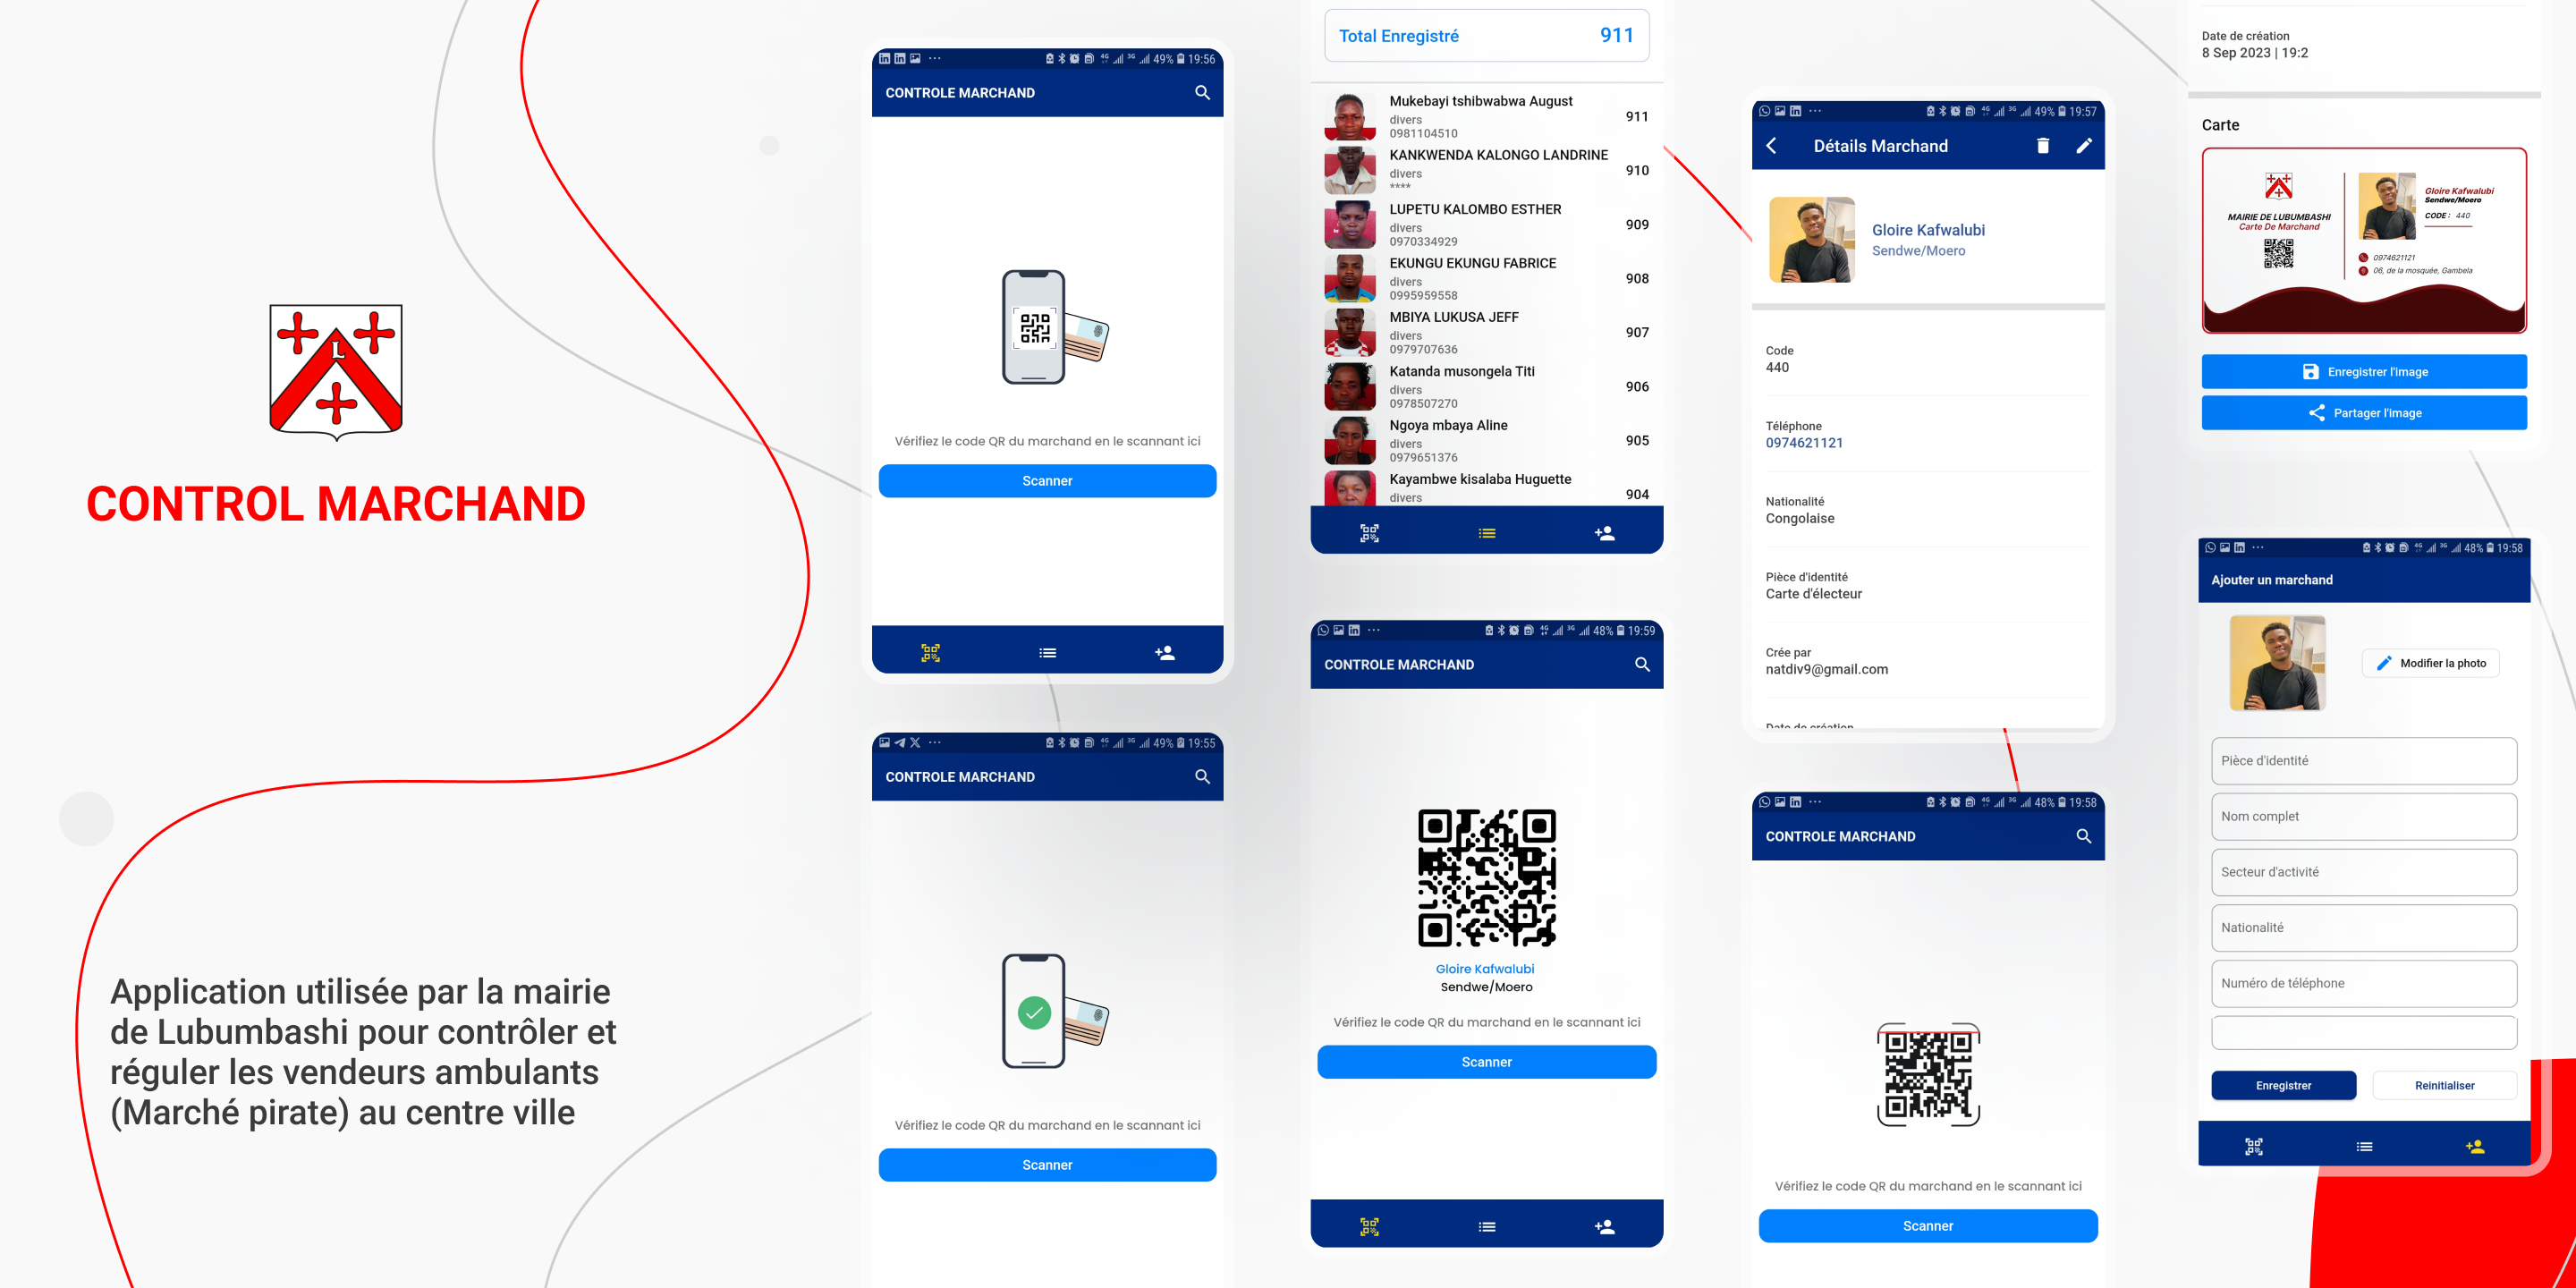 L
CONTROL MARCHAND
Application utilisée par la mairie
de Lubumbashi pour contrôler et
réguler les vendeurs ambulants
(Marché pirate) au centre ville
49% 19:56
CONTROLE MARCHAND
Vérifiez le code QR du marchand en le scannant ici
Scanner
49% 19:55
CONTROLE MARCHAND
Vérifiez le code QR du marchand en le scannant ici
Scanner
Total Enregistré 911
Mukebayi tshibwabwa August
divers
0981104510
911
KANKWENDA KALONGO LANDRINE
divers
****
910
LUPETU KALOMBO ESTHER
divers
0970334929
909
EKUNGU EKUNGU FABRICE
divers
0995959558
908
MBIYA LUKUSA JEFF
divers
0979707636
907
Katanda musongela Titi
divers
0978507270
906
Ngoya mbaya Aline
divers
0979651376
905
Kayambwe kisalaba Huguette
divers
904
4G 3G 48% 19:59
CONTROLE MARCHAND
Gloire Kafwalubi
Sendwe/Moero
Vérifiez le code QR du marchand en le scannant ici
Scanner
4G 3G 49% 19:57
Détails Marchand
Gloire Kafwalubi
Sendwe/Moero
Code
440
Téléphone
0974621121
Nationalité
Congolaise
Pièce d'identité
Carte d'électeur
Crée par
natdiv9@gmail.com
Date de création
4G 3G 48% 19:58
CONTROLE MARCHAND
Vérifiez le code QR du marchand en le scannant ici
Scanner
Date de création
8 Sep 2023 | 19:2
Carte
MAIRIE DE LUBUMBASHI
Carte De Marchand
Gloire Kafwalubi
Sendwe/Moero
CODE : 440
0974621121
06, de la mosquée, Gambela
Enregistrer l'image
Partager l'image
4G 3G 48% 19:58
Ajouter un marchand
Modifier la photo
Pièce d'identité
Nom complet
Secteur d'activité
Nationalité
Numéro de téléphone
Enregistrer
Reinitialiser